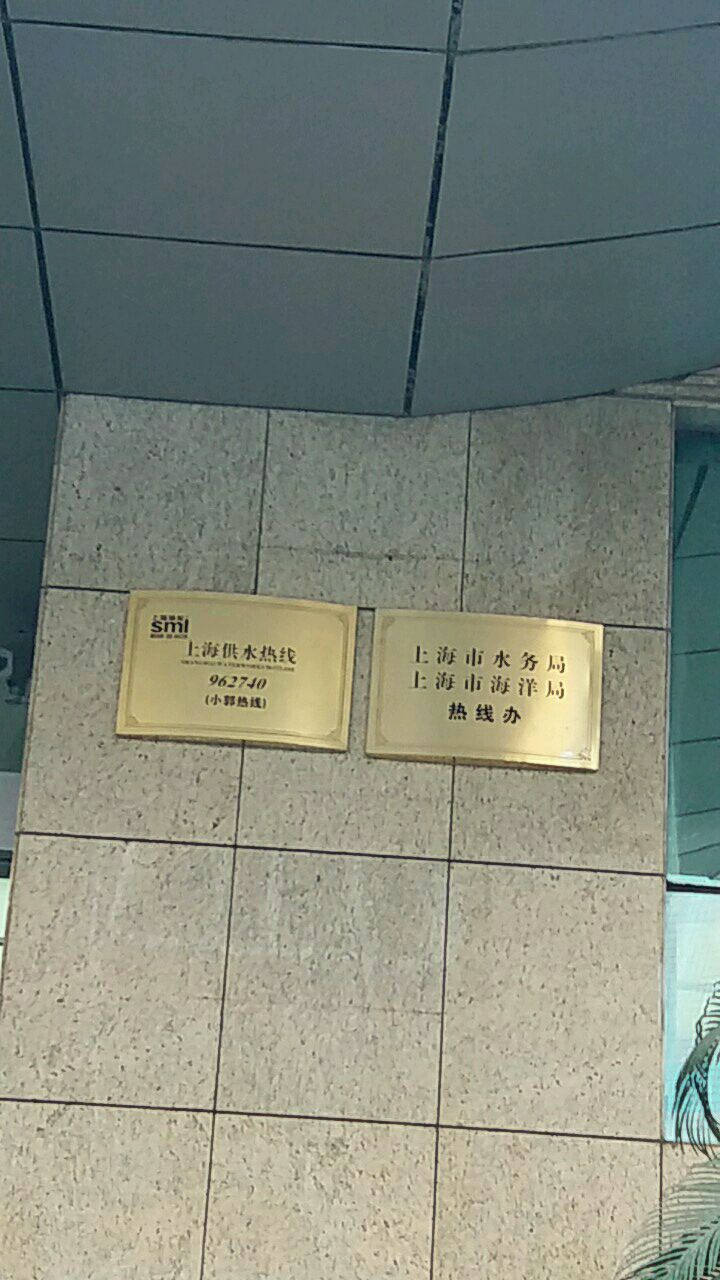 sml
上海供水热线
962740
(小郭热线)
上海市水务局
上海市海洋局
热线办